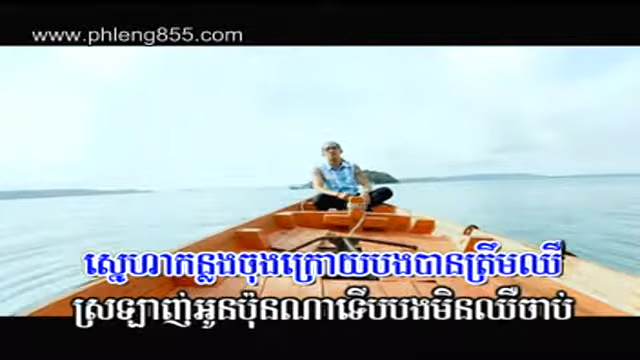 www.phleng855.com
ស្នេហាកន្លងចុងក្រោយបងបានត្រឹមឈឺ
ស្រឡាញ់អូនប៉ុនណាទើបបងមិនឈឺចាប់